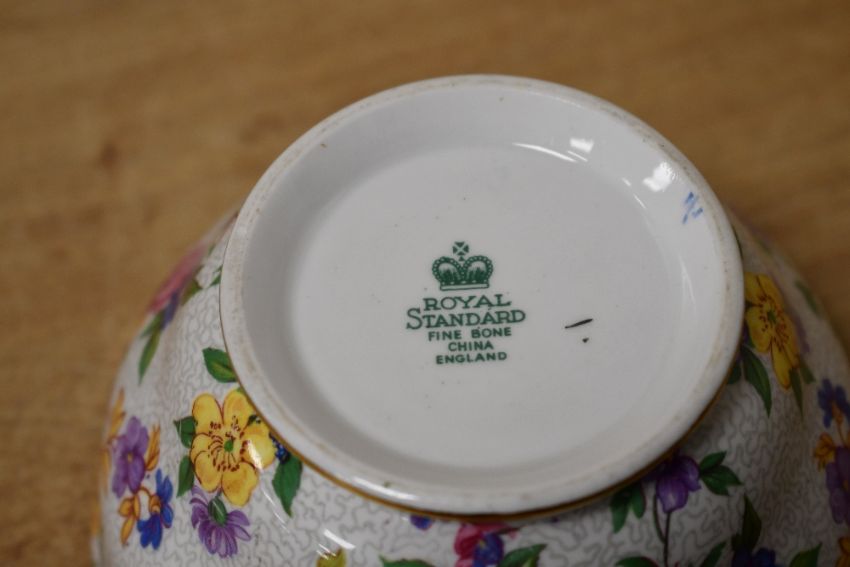 ROYAL
STANDARD
FINE BONE
CHINA
ENGLAND